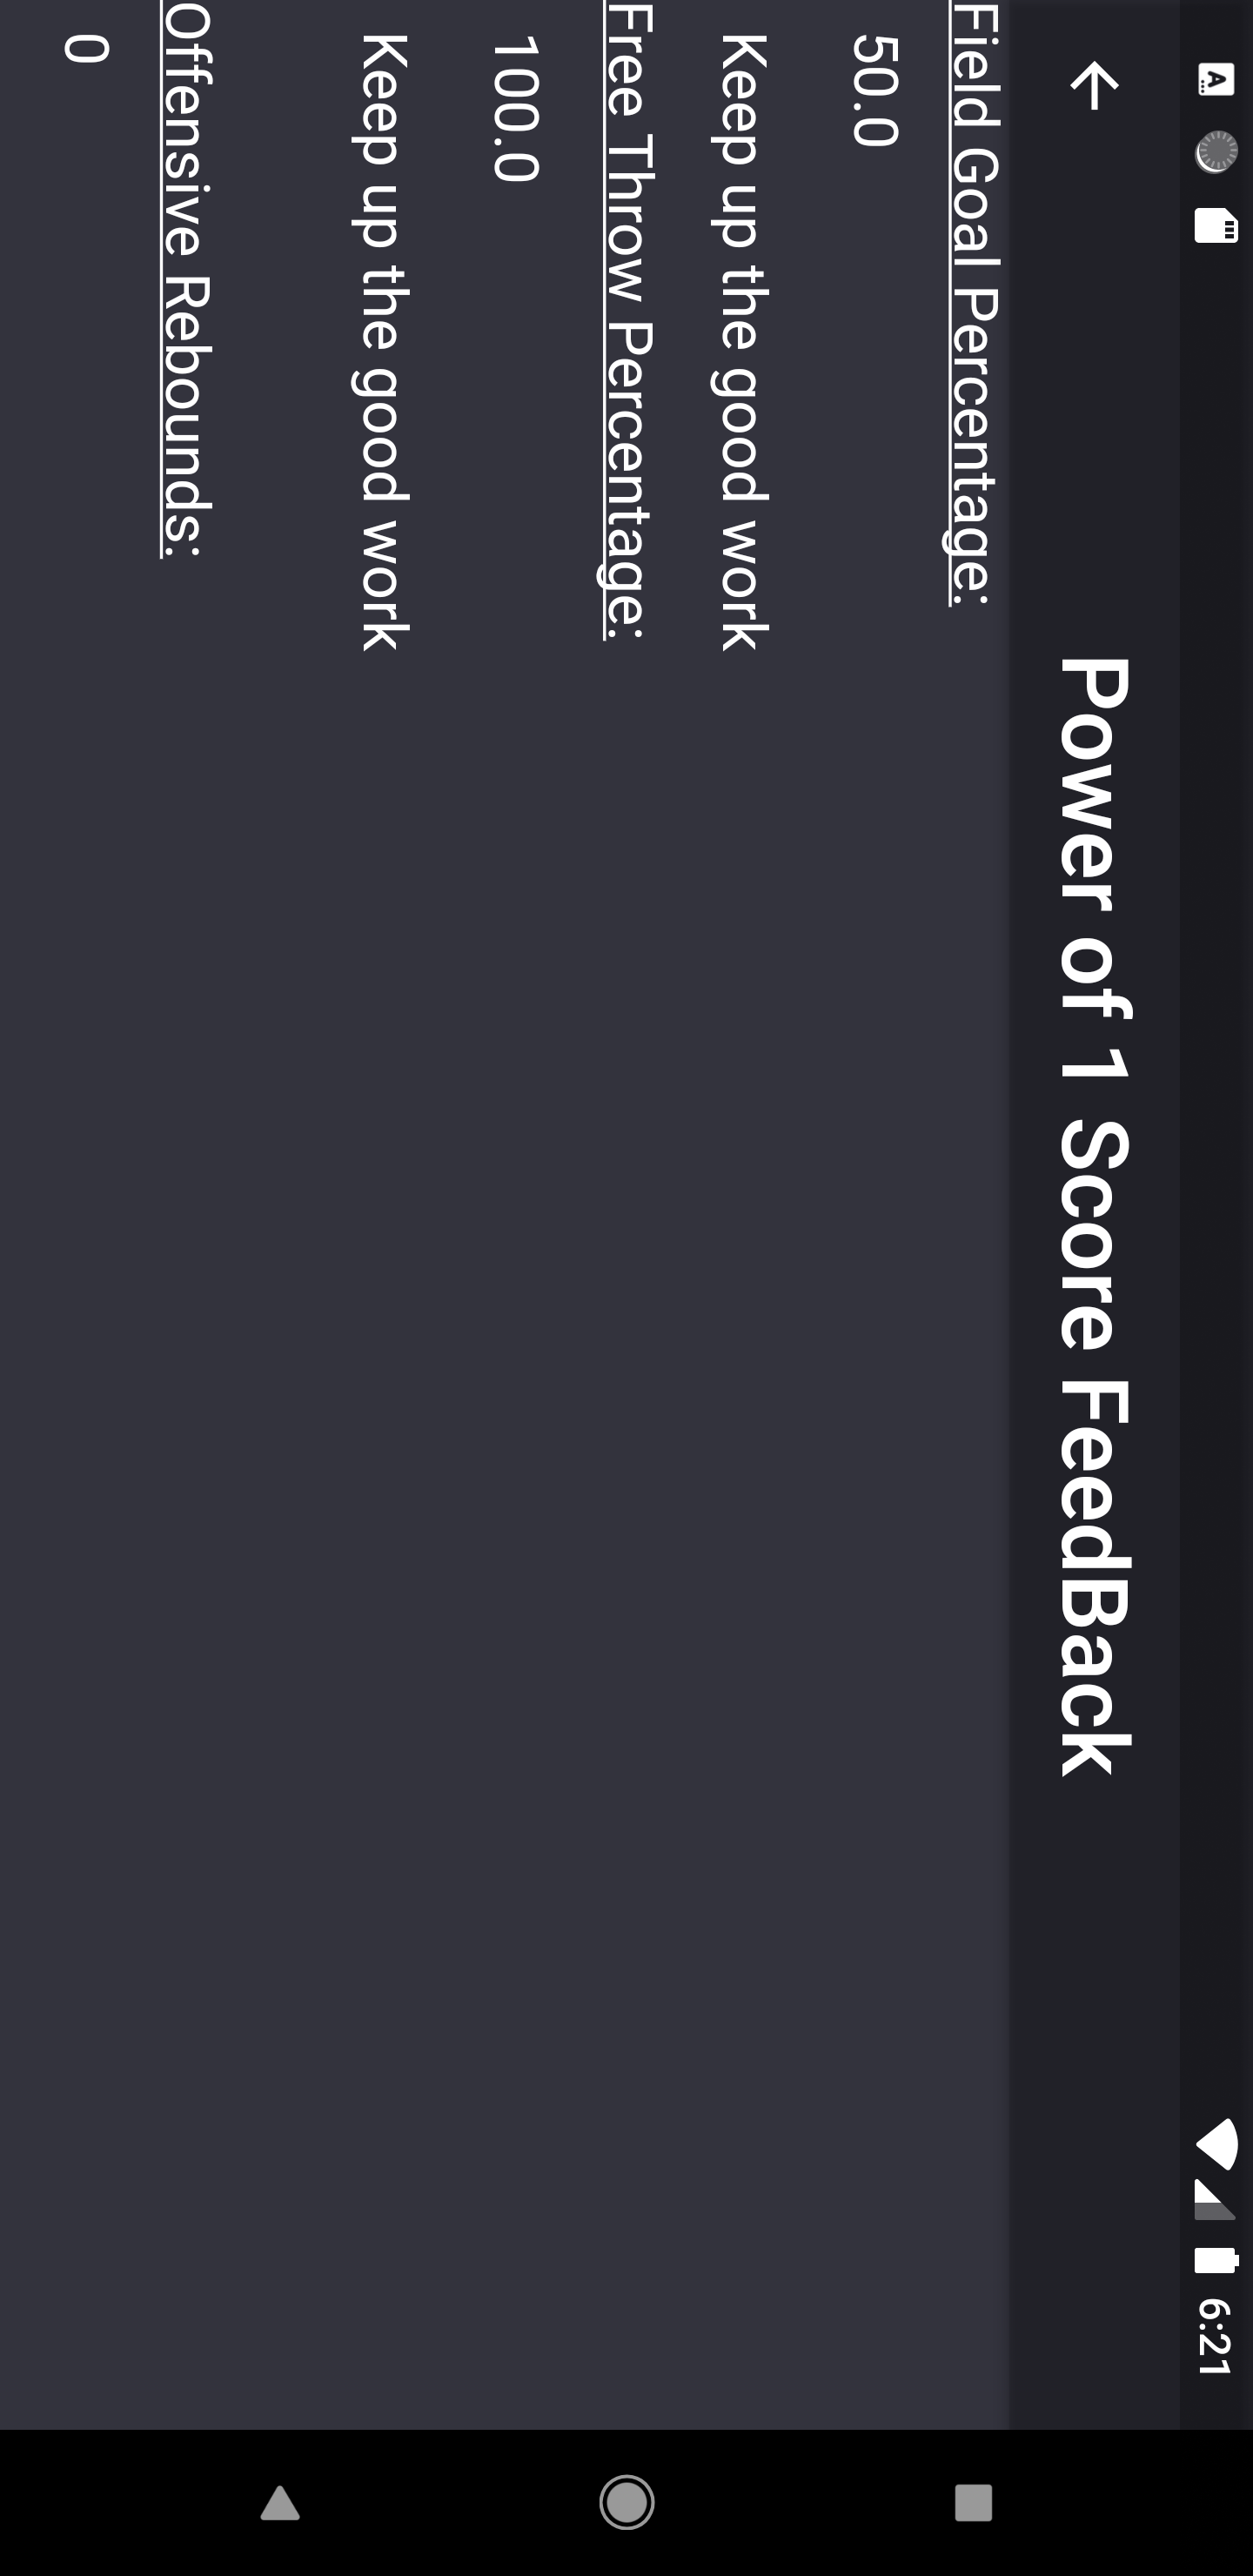 6:21
Power of 1 Score FeedBack
Field Goal Percentage:
50.0
Keep up the good work
Free Throw Percentage:
100.0
Keep up the good work
Offensive Rebounds:
0